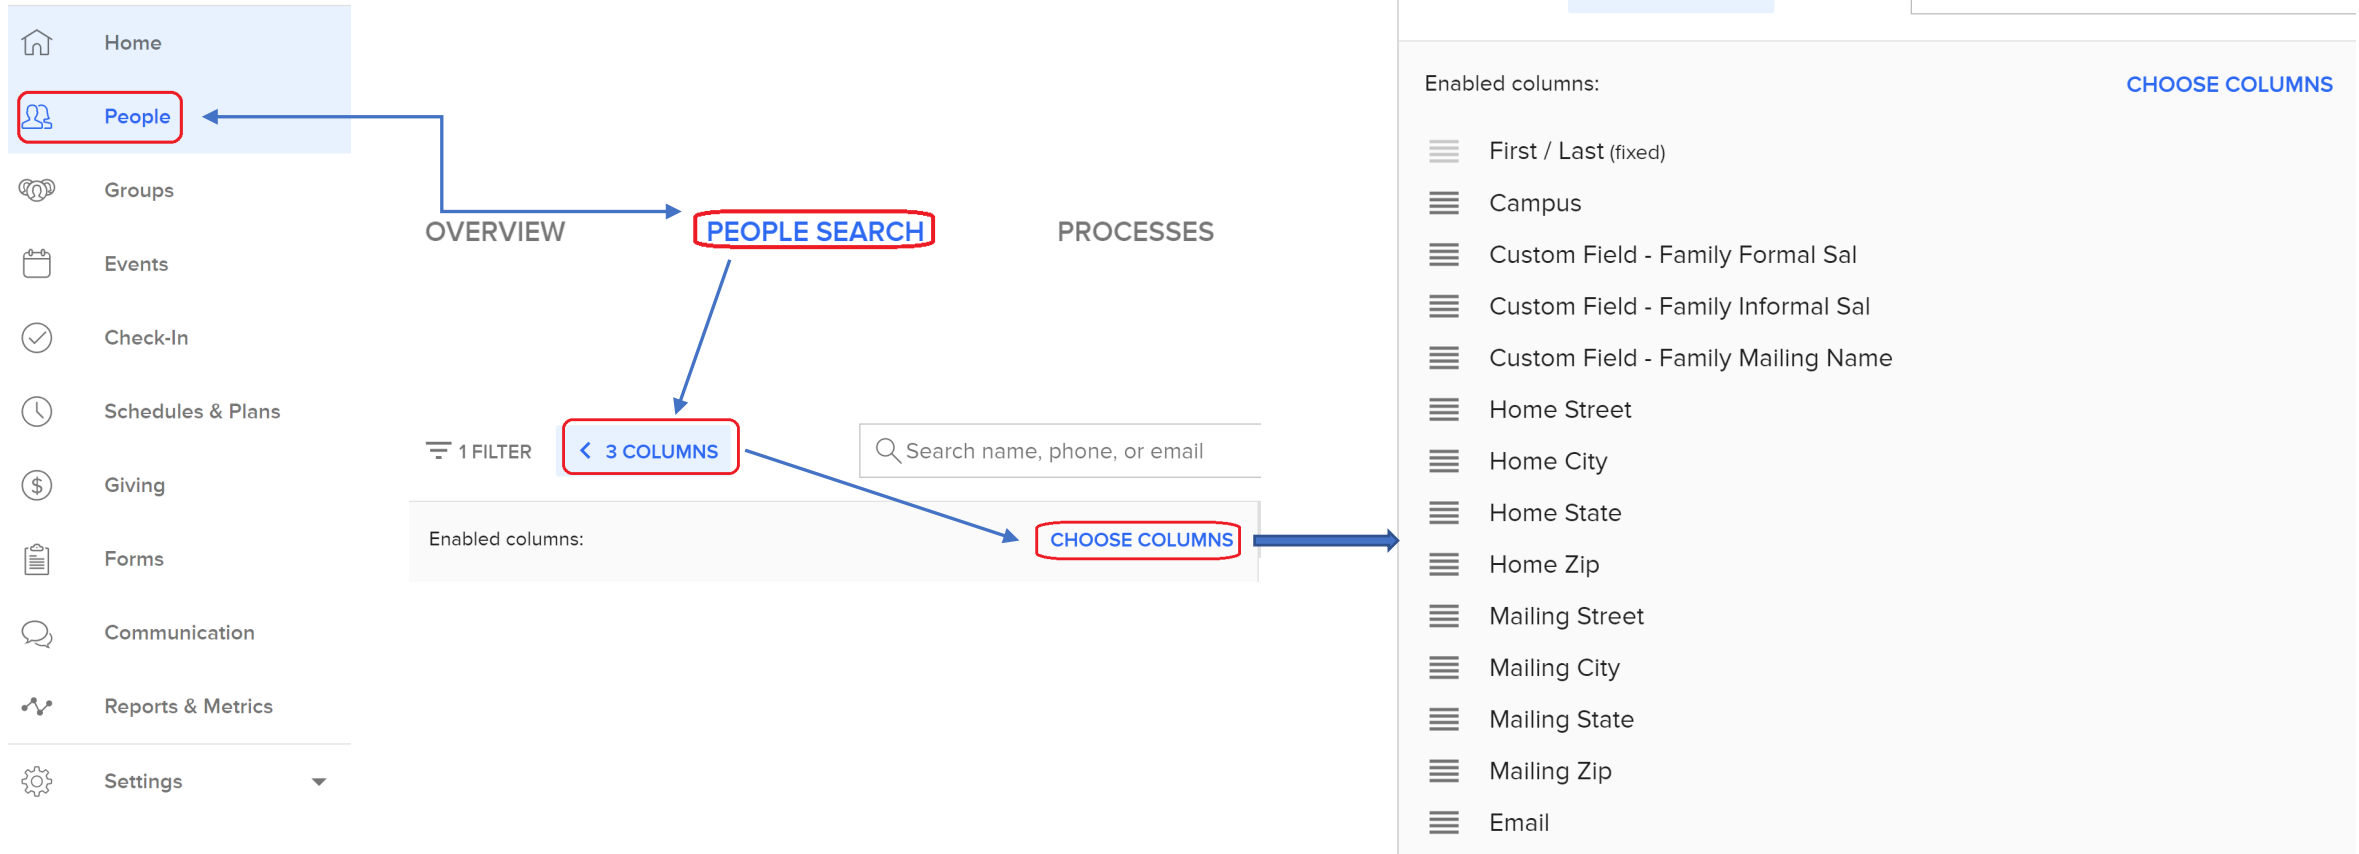 Home
People
Groups
Events
Check-In
Schedules & Plans
Giving
Forms
Communication
Reports & Metrics
Settings
OVERVIEW
PEOPLE SEARCH
PROCESSES
1 FILTER
3 COLUMNS
Search name, phone, or email
Enabled columns:
CHOOSE COLUMNS
Enabled columns:
CHOOSE COLUMNS
First / Last (fixed)
Campus
Custom Field - Family Formal Sal
Custom Field - Family Informal Sal
Custom Field - Family Mailing Name
Home Street
Home City
Home State
Home Zip
Mailing Street
Mailing City
Mailing State
Mailing Zip
Email